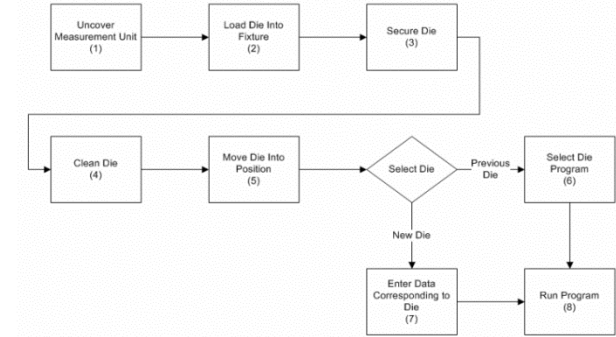 Uncover
Measurement Unit
(1)
Load Die Into
Fixture
(2)
Secure Die
(3)
Clean Die
(4)
Move Die Into
Position
(5)
Select Die
Previous
Die
Select Die
Program
(6)
New Die
Enter Data
Corresponding to
Die
(7)
Run Program
(8)